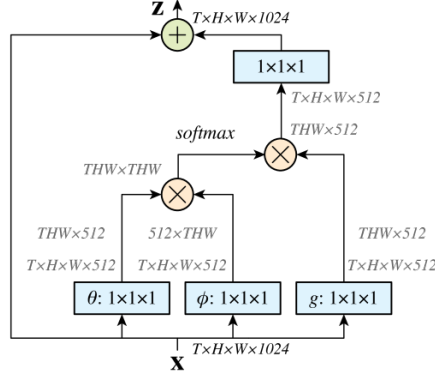 z
T×H×W×1024
+
1×1×1
T×H×W×512
softmax
THW×512
×
THW×THW
×
THW×512
512×THW
THW×512
T×H×W×512
T×H×W×512
T×H×W×512
θ: 1×1×1
ϕ: 1×1×1
g: 1×1×1
T×H×W×1024
x